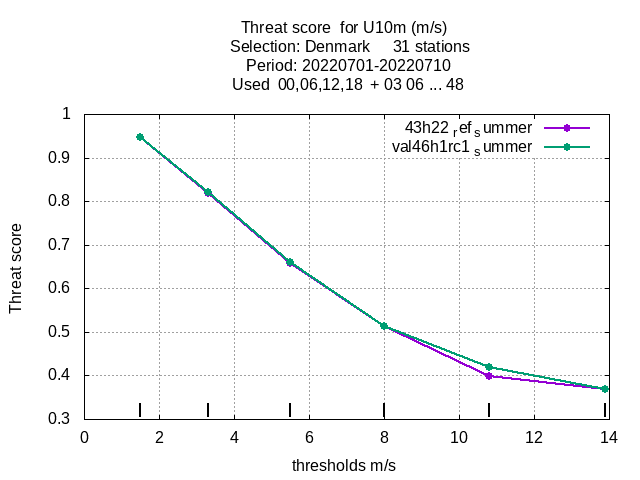 Threat score  for U10m (m/s)
Selection: Denmark     31 stations
Period: 20220701-20220710
Used  00,06,12,18  + 03 06 ... 48
43h22 refsummer
val46h1rc1 summer
1
0.9
0.8
0.7
0.6
0.5
0.4
0.3
Threat score
0 2 4 6 8 10 12 14
thresholds m/s